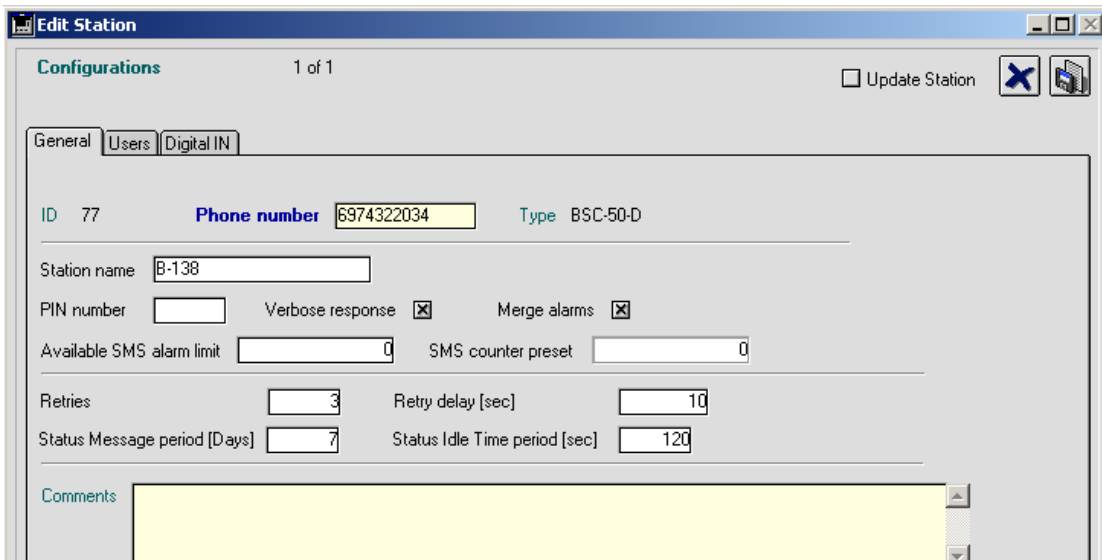 Edit Station
Configurations 1 of 1
Update Station
General Users Digital IN
ID 77 Phone number 6974322034 Type BSC-50-D
Station name B-138
PIN number Verbose response Merge alarms
Available SMS alarm limit 0 SMS counter preset 0
Retries 3 Retry delay [sec] 10
Status Message period [Days] 7 Status Idle Time period [sec] 120
Comments